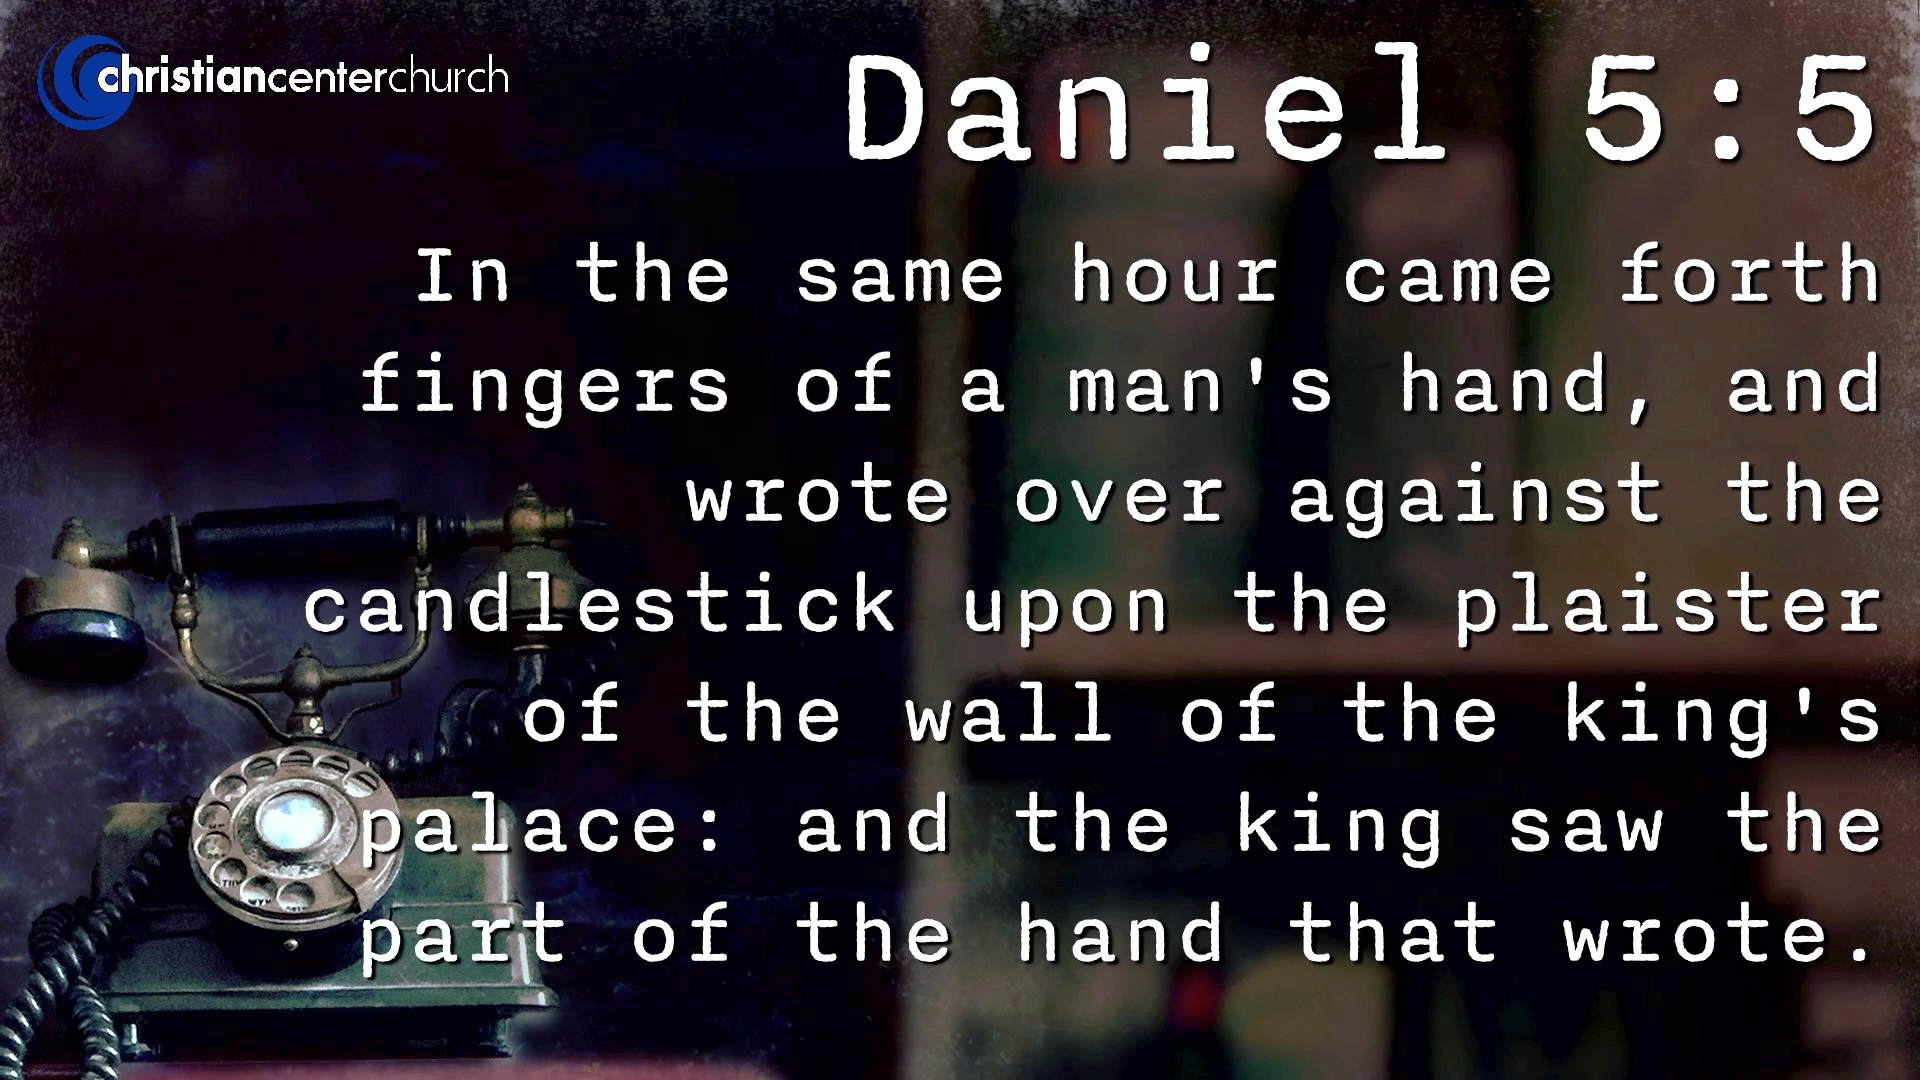 christiancenterchurch
Daniel 5:5
In the same hour came forth
fingers of a man's hand, and
wrote over against the
candlestick upon the plaister
of the wall of the king's
palace: and the king saw the
part of the hand that wrote.